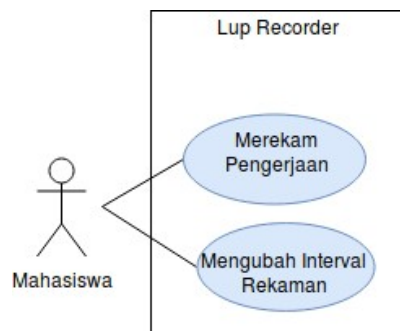 Lup Recorder
Merekam
Pengerjaan
Mahasiswa
Mengubah Interval
Rekaman